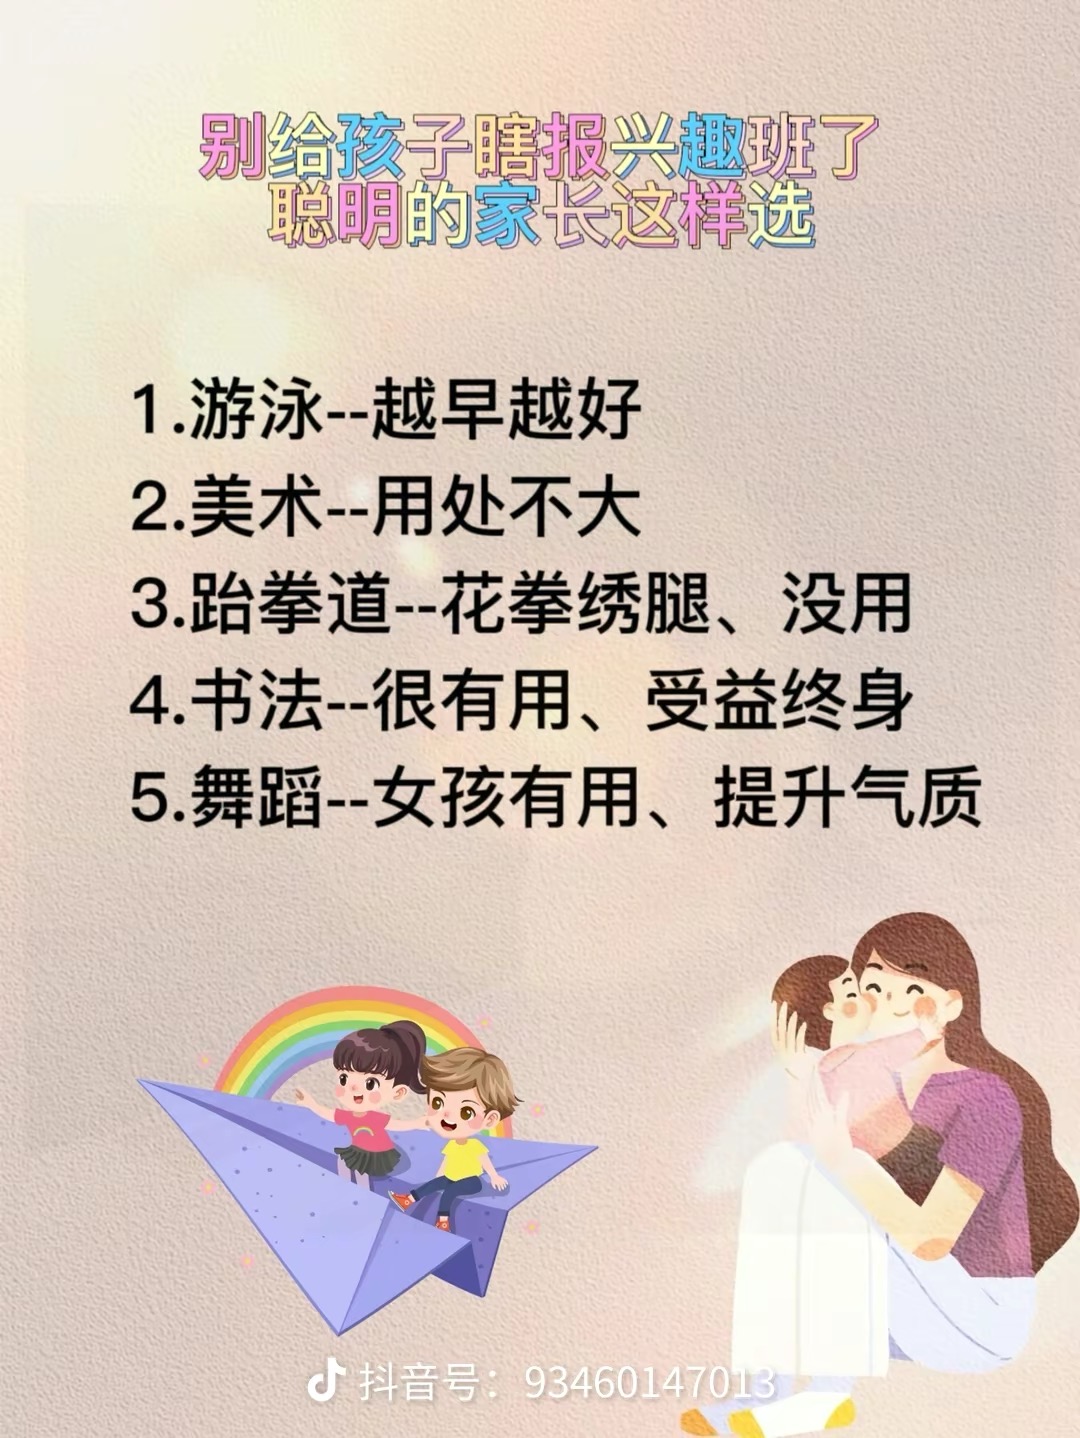 别给孩子瞎报兴趣班了
聪明的家长这样选
1.游泳--越早越好
2.美术--用处不大
3.跆拳道--花拳绣腿、没用
4.书法--很有用、受益终身
5.舞蹈--女孩有用、提升气质
抖音号：93460147013